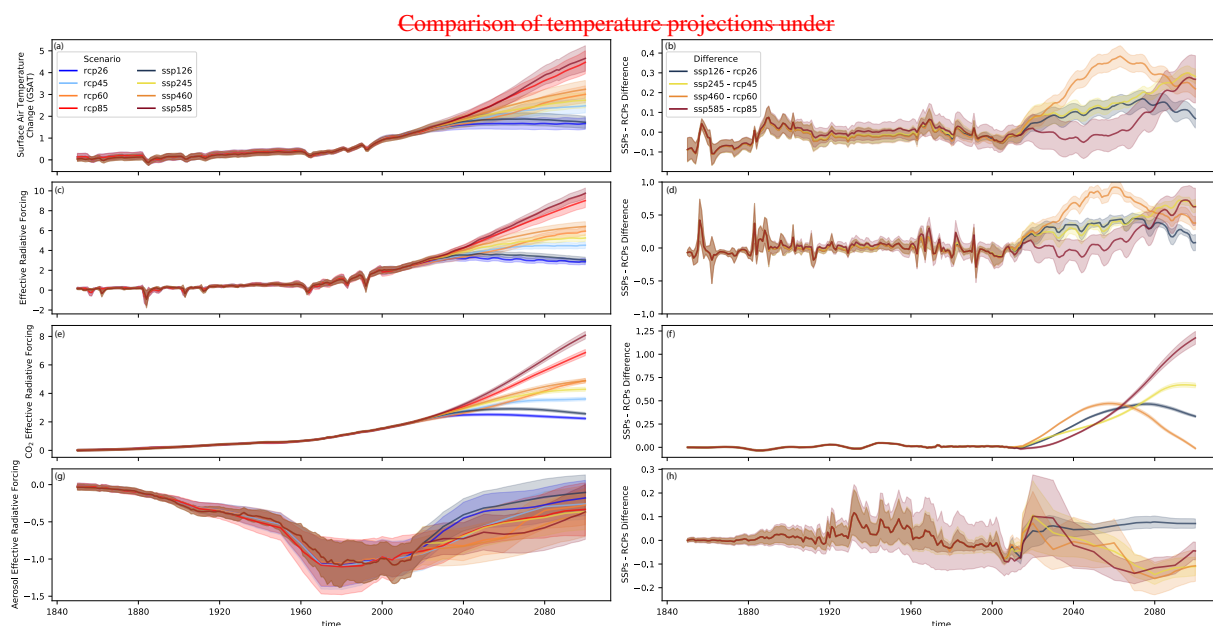 Comparison of temperature projections under
(a)
Scenario
rcp26
rcp45
rcp60
rcp85
ssp126
ssp245
ssp460
ssp585
Surface Air Temperature
Change (GSAT)
5
4
3
2
1
0
(b)
Difference
ssp126 - rcp26
ssp245 - rcp45
ssp460 - rcp60
ssp585 - rcp85
SSPs - RCPs Difference
0.4
0.3
0.2
0.1
0.0
−0.1
(c)
Effective Radiative Forcing
10
8
6
4
2
0
−2
(d)
SSPs - RCPs Difference
1.0
0.5
0.0
−0.5
−1.0
(e)
CO₂ Effective Radiative Forcing
8
6
4
2
0
(f)
SSPs - RCPs Difference
1.25
1.00
0.75
0.50
0.25
0.00
(g)
Aerosol Effective Radiative Forcing
0.0
−0.5
−1.0
−1.5
1840 1880 1920 1960 2000 2040 2080
time
(h)
SSPs - RCPs Difference
0.3
0.2
0.1
0.0
−0.1
−0.2
1840 1880 1920 1960 2000 2040 2080
time